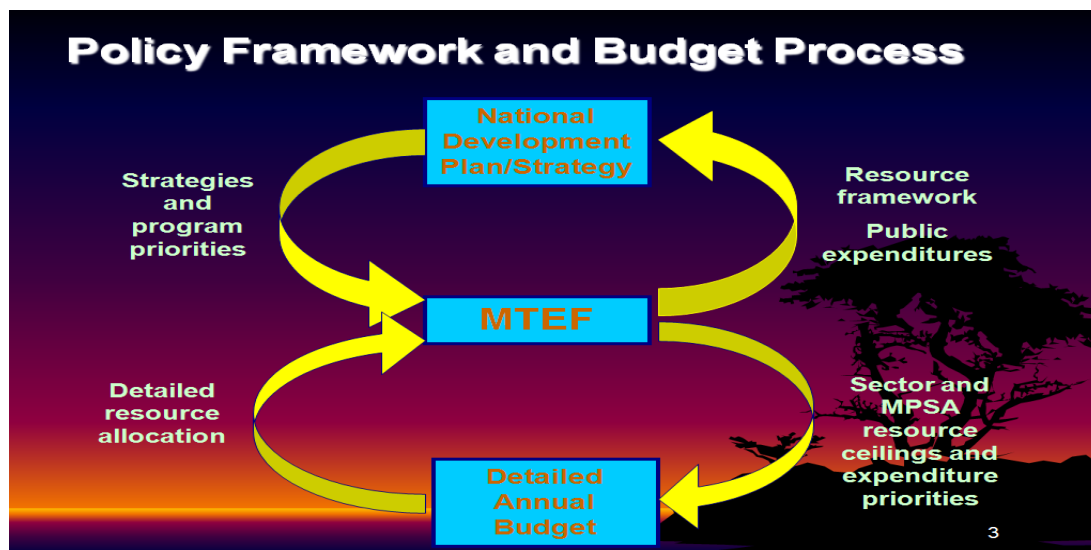 Policy Framework and Budget Process
National
Development
Plan/Strategy
Strategies
and
program
priorities
Resource
framework
Public
expenditures
MTEF
Detailed
resource
allocation
Sector and
MPSA
resource
ceilings and
expenditure
priorities
Detailed
Annual
Budget
3